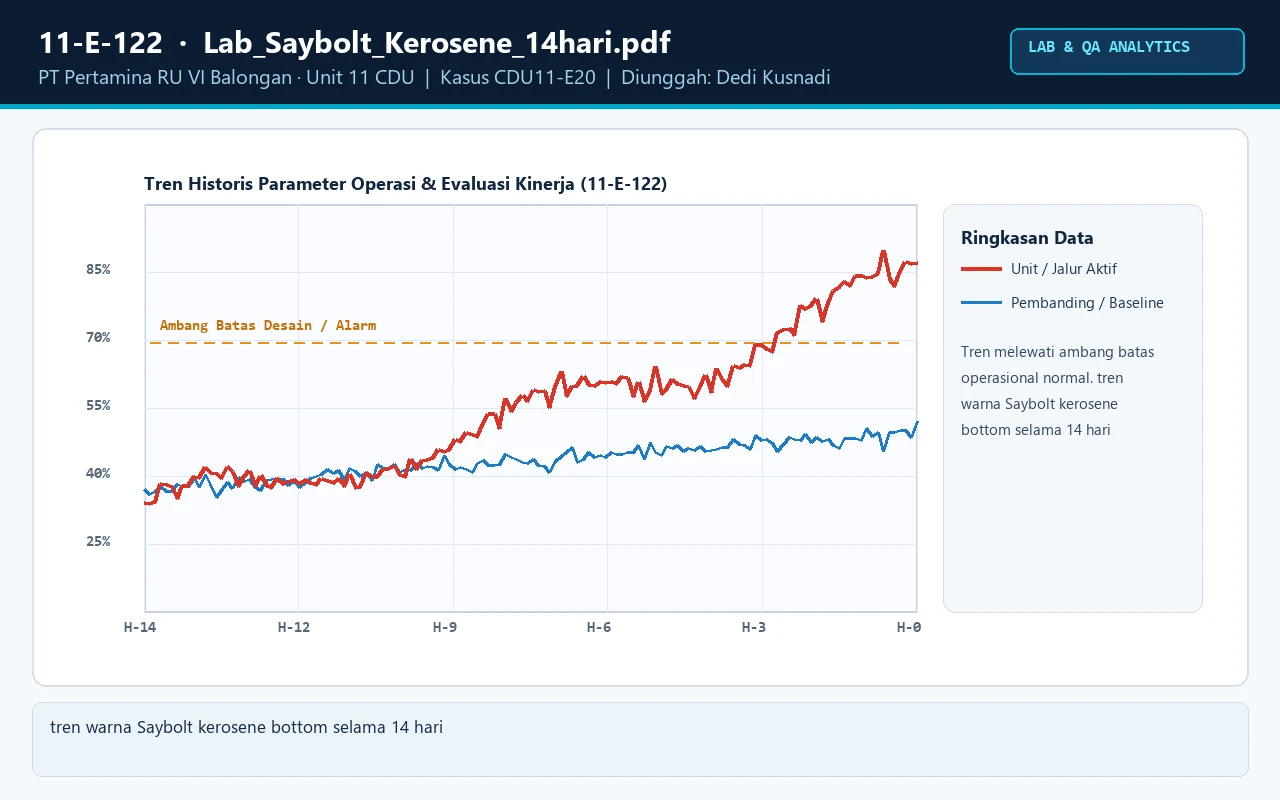 11-E-122 · Lab_Saybolt_Kerosene_14hari.pdf
PT Pertamina RU VI Balongan · Unit 11 CDU | Kasus CDU11-E20 | Diunggah: Dedi Kusnadi
LAB & QA ANALYTICS
Tren Historis Parameter Operasi & Evaluasi Kinerja (11-E-122)
85%
70%
55%
40%
25%
Ambang Batas Desain / Alarm
H-14
H-12
H-9
H-6
H-3
H-0
Ringkasan Data
Unit / Jalur Aktif
Pembanding / Baseline
Tren melewati ambang batas
operasional normal. tren
warna Saybolt kerosene
bottom selama 14 hari
tren warna Saybolt kerosene bottom selama 14 hari